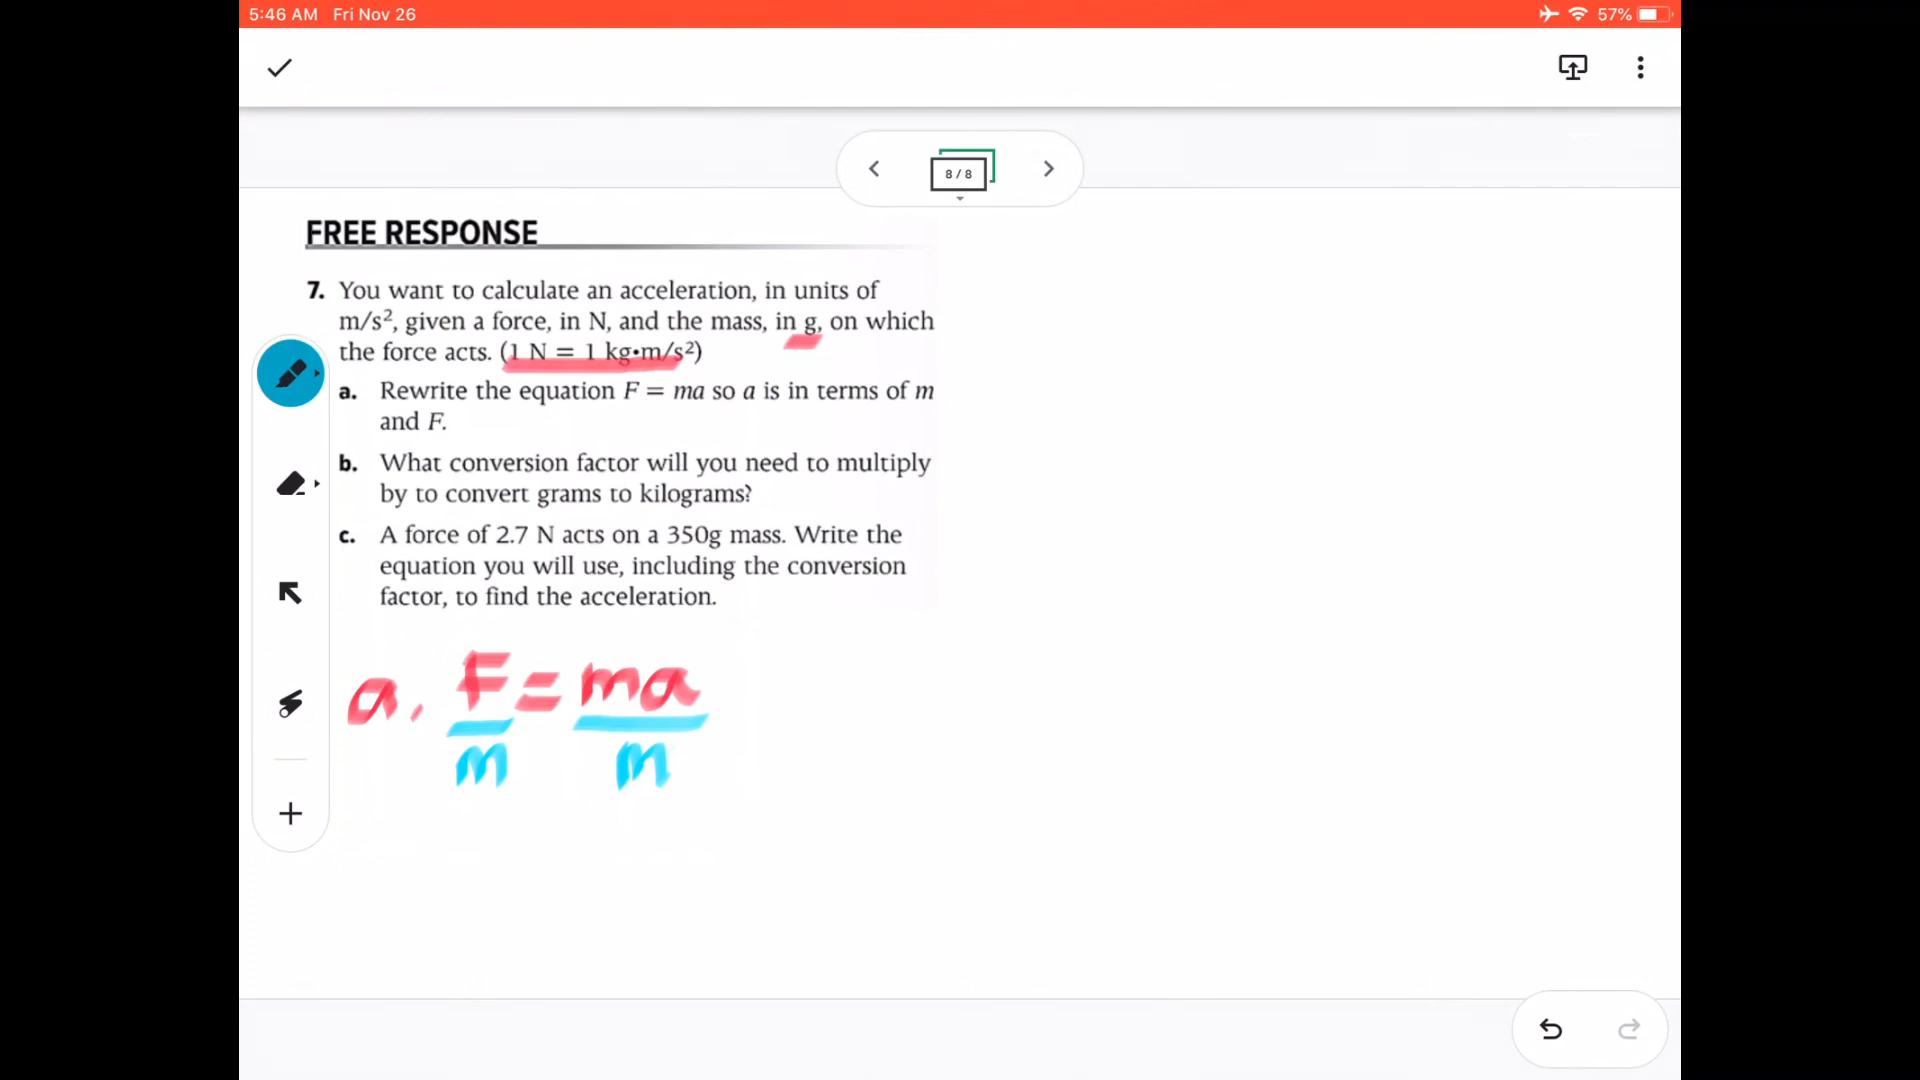 5:46 AM Fri Nov 26 57%
8 / 8
FREE RESPONSE
7. You want to calculate an acceleration, in units of
m/s², given a force, in N, and the mass, in g, on which
the force acts. (1 N = 1 kg•m/s²)
a. Rewrite the equation F = ma so a is in terms of m
and F.
b. What conversion factor will you need to multiply
by to convert grams to kilograms?
c. A force of 2.7 N acts on a 350g mass. Write the
equation you will use, including the conversion
factor, to find the acceleration.
a. F = ma
m m